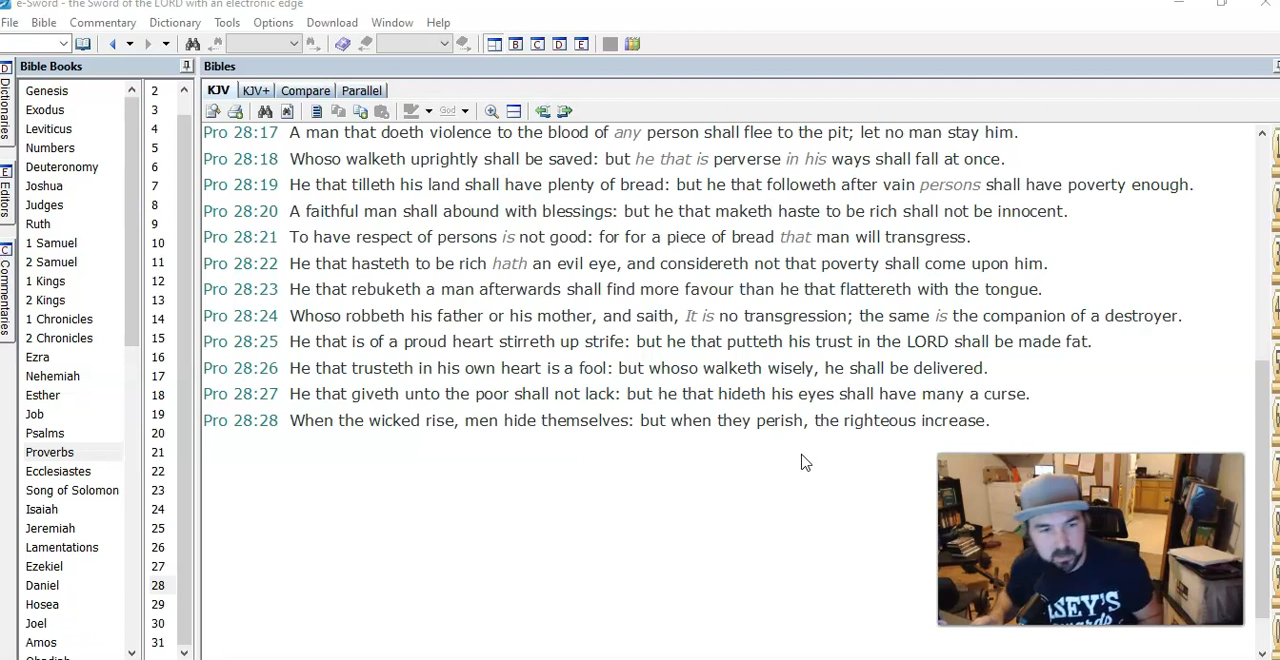 e-Sword - the Sword of the LORD with an electronic edge
File Bible Commentary Dictionary Tools Options Download Window Help
B C D E
Bible Books
Bibles
Dictionaries
Editors
Commentaries
KJV KJV+ Compare Parallel
God
Genesis
Exodus
Leviticus
Numbers
Deuteronomy
Joshua
Judges
Ruth
1 Samuel
2 Samuel
1 Kings
2 Kings
1 Chronicles
2 Chronicles
Ezra
Nehemiah
Esther
Job
Psalms
Proverbs
Ecclesiastes
Song of Solomon
Isaiah
Jeremiah
Lamentations
Ezekiel
Daniel
Hosea
Joel
Amos
2
3
4
5
6
7
8
9
10
11
12
13
14
15
16
17
18
19
20
21
22
23
24
25
26
27
28
29
30
31
Pro 28:17 A man that doeth violence to the blood of any person shall flee to the pit; let no man stay him.
Pro 28:18 Whoso walketh uprightly shall be saved: but he that is perverse in his ways shall fall at once.
Pro 28:19 He that tilleth his land shall have plenty of bread: but he that followeth after vain persons shall have poverty enough.
Pro 28:20 A faithful man shall abound with blessings: but he that maketh haste to be rich shall not be innocent.
Pro 28:21 To have respect of persons is not good: for for a piece of bread that man will transgress.
Pro 28:22 He that hasteth to be rich hath an evil eye, and considereth not that poverty shall come upon him.
Pro 28:23 He that rebuketh a man afterwards shall find more favour than he that flattereth with the tongue.
Pro 28:24 Whoso robbeth his father or his mother, and saith, It is no transgression; the same is the companion of a destroyer.
Pro 28:25 He that is of a proud heart stirreth up strife: but he that putteth his trust in the LORD shall be made fat.
Pro 28:26 He that trusteth in his own heart is a fool: but whoso walketh wisely, he shall be delivered.
Pro 28:27 He that giveth unto the poor shall not lack: but he that hideth his eyes shall have many a curse.
Pro 28:28 When the wicked rise, men hide themselves: but when they perish, the righteous increase.